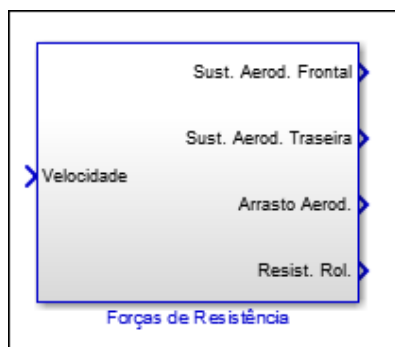 Sust. Aerod. Frontal
Sust. Aerod. Traseira
Velocidade
Arrasto Aerod.
Resist. Rol.
Forças de Resistência